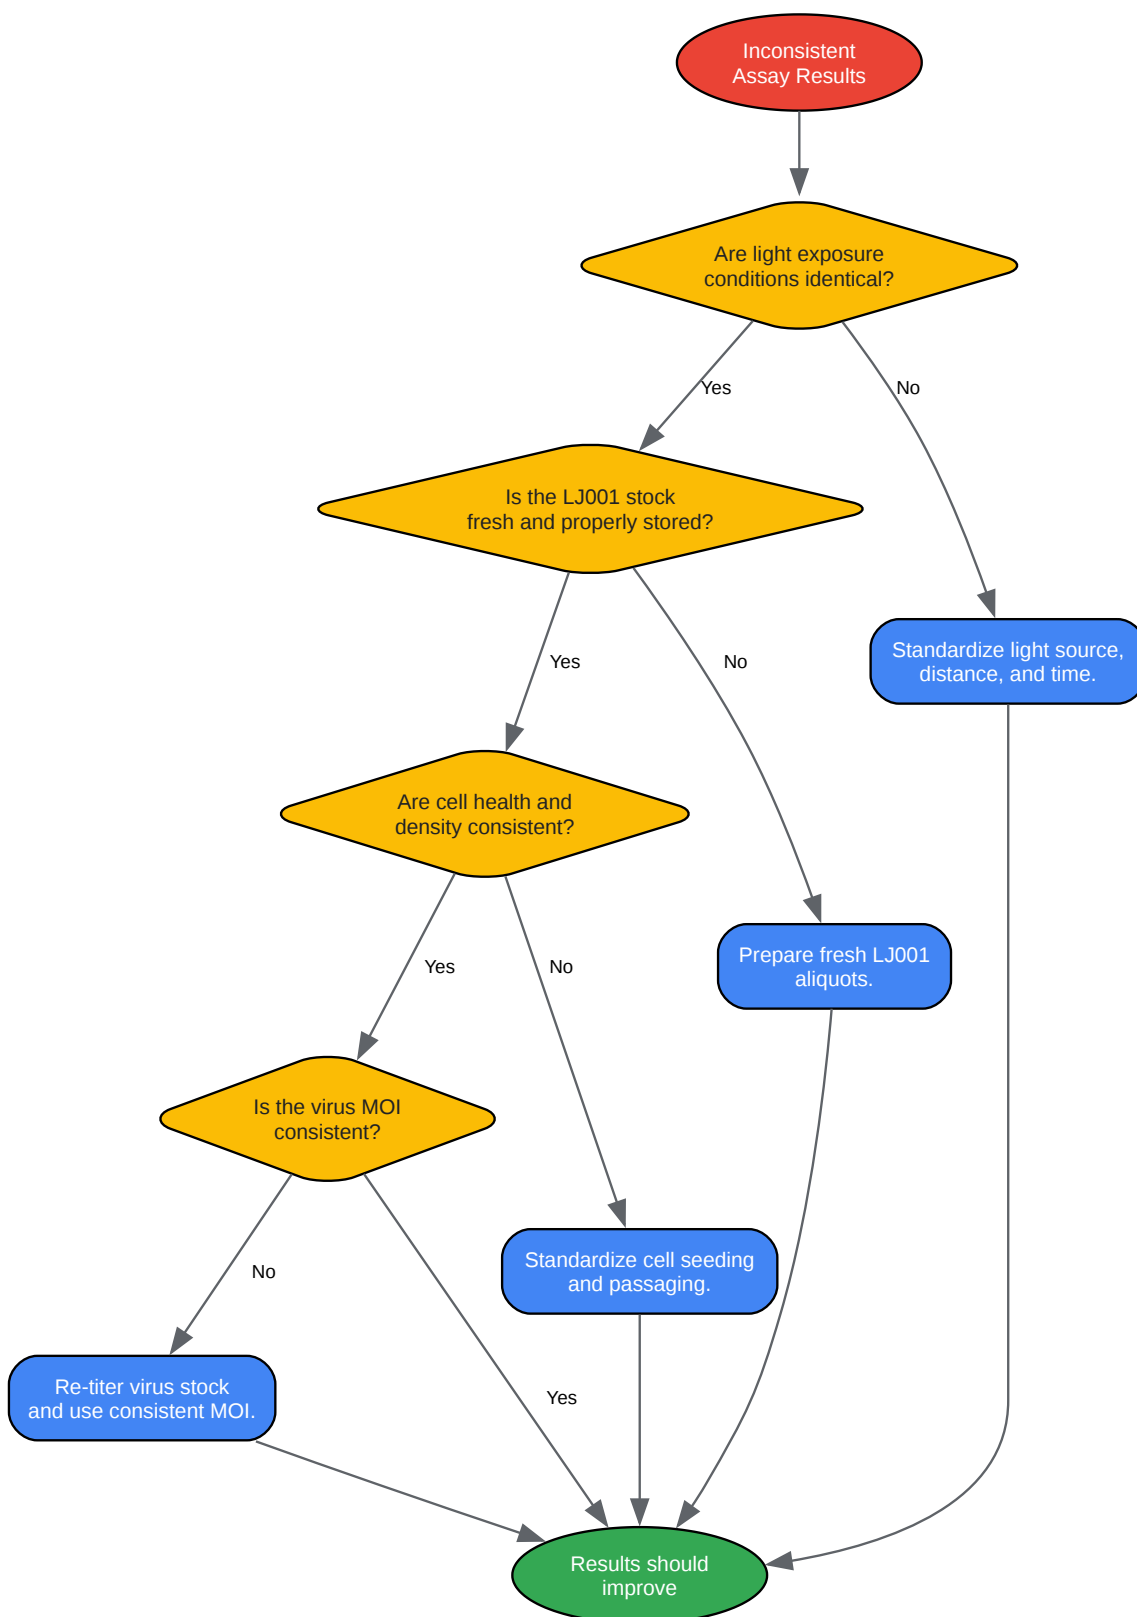 Inconsistent
Assay Results
Are light exposure
conditions identical?
Yes
No
Is the LJ001 stock
fresh and properly stored?
Yes
No
Standardize light source,
distance, and time.
Are cell health and
density consistent?
Yes
No
Prepare fresh LJ001
aliquots.
Is the virus MOI
consistent?
No
Yes
Standardize cell seeding
and passaging.
Re-titer virus stock
and use consistent MOI.
Results should
improve